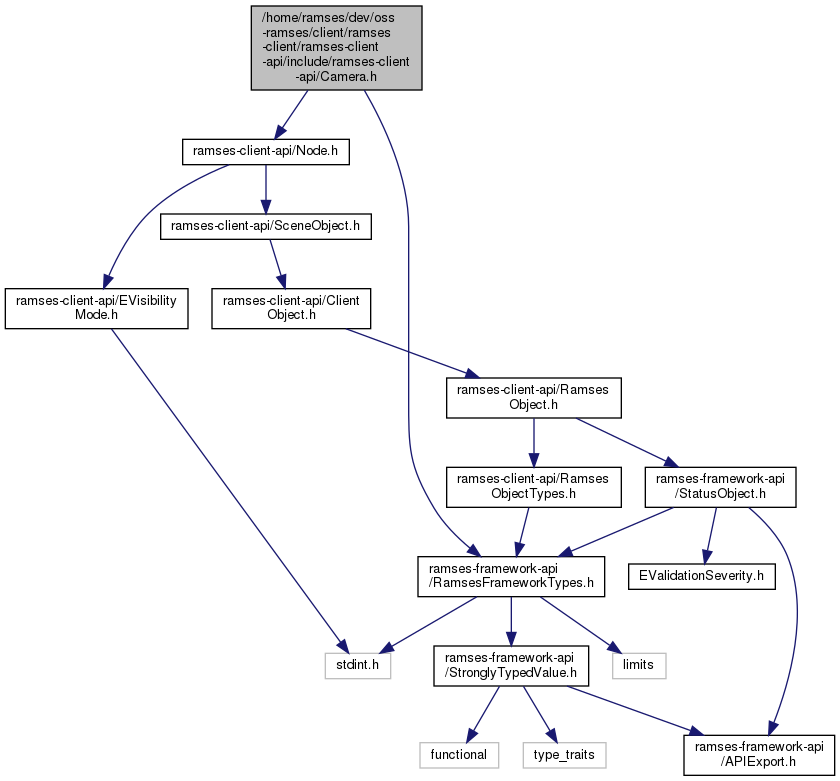 /home/ramses/dev/oss
-ramses/client/ramses
-client/ramses-client
-api/include/ramses-client
-api/Camera.h
ramses-client-api/Node.h
ramses-client-api/SceneObject.h
ramses-client-api/EVisibility
Mode.h
ramses-client-api/Client
Object.h
ramses-client-api/Ramses
Object.h
ramses-client-api/Ramses
ObjectTypes.h
ramses-framework-api
/StatusObject.h
ramses-framework-api
/RamsesFrameworkTypes.h
EValidationSeverity.h
stdint.h
ramses-framework-api
/StronglyTypedValue.h
limits
functional
type_traits
ramses-framework-api
/APIExport.h